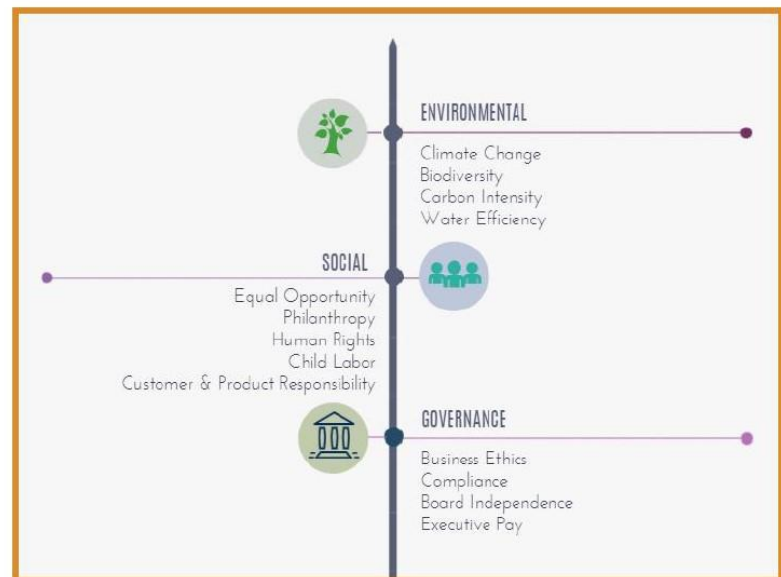 ENVIRONMENTAL
Climate Change
Biodiversity
Carbon Intensity
Water Efficiency
SOCIAL
Equal Opportunity
Philanthropy
Human Rights
Child Labor
Customer & Product Responsibility
GOVERNANCE
Business Ethics
Compliance
Board Independence
Executive Pay